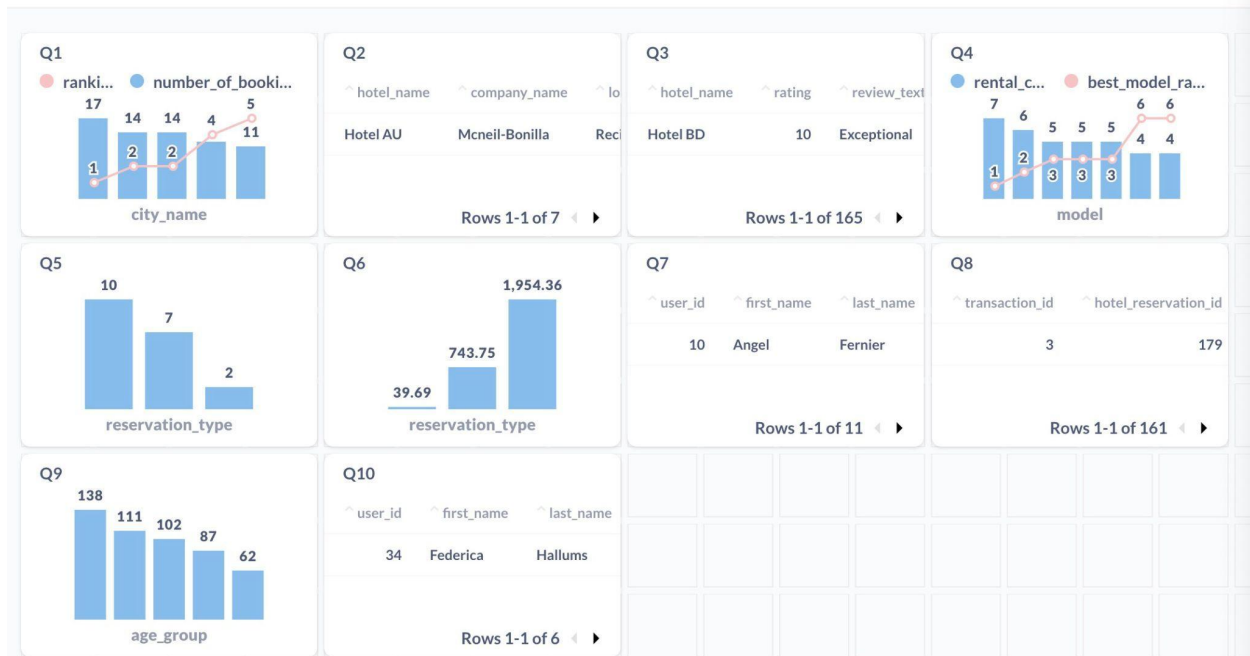 Q1
ranki... number_of_booki...
17
14 14
4
5
11
1
2 2
city_name
Q2
hotel_name company_name lo
Hotel AU Mcneil-Bonilla Reci
Rows 1-1 of 7
Q3
hotel_name rating review_text
Hotel BD 10 Exceptional
Rows 1-1 of 165
Q4
rental_c... best_model_ra...
7
6
5 5 5
6 6
4 4
1
2
3 3 3
model
Q5
10
7
2
reservation_type
Q6
1,954.36
743.75
39.69
reservation_type
Q7
user_id first_name last_name
10 Angel Fernier
Rows 1-1 of 11
Q8
transaction_id hotel_reservation_id
3 179
Rows 1-1 of 161
Q9
138
111
102
87
62
age_group
Q10
user_id first_name last_name
34 Federica Hallums
Rows 1-1 of 6